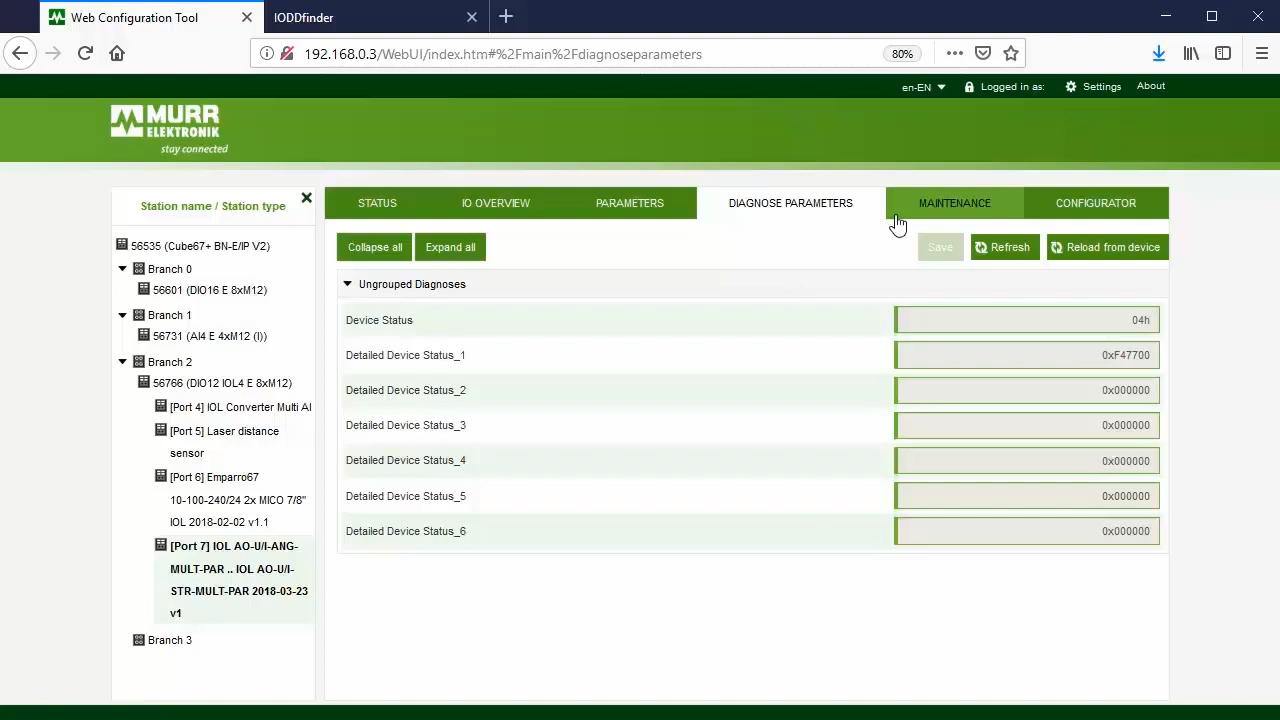 Web Configuration Tool
IODDfinder
192.168.0.3/WebUI/index.htm#%2Fmain%2Fdiagnoseparameters
80%
en-EN
Logged in as:
Settings
About
MURR
ELEKTRONIK
stay connected
Station name / Station type
56535 (Cube67+ BN-E/IP V2)
Branch 0
56601 (DIO16 E 8xM12)
Branch 1
56731 (AI4 E 4xM12 (I))
Branch 2
56766 (DIO12 IOL4 E 8xM12)
[Port 4] IOL Converter Multi AI
[Port 5] Laser distance
sensor
[Port 6] Emparro67
10-100-240/24 2x MICO 7/8"
IOL 2018-02-02 v1.1
[Port 7] IOL AO-U/I-ANG-
MULT-PAR .. IOL AO-U/I-
STR-MULT-PAR 2018-03-23
v1
Branch 3
STATUS
IO OVERVIEW
PARAMETERS
DIAGNOSE PARAMETERS
MAINTENANCE
CONFIGURATOR
Collapse all
Expand all
Save
Refresh
Reload from device
Ungrouped Diagnoses
Device Status 04h
Detailed Device Status_1 0xF47700
Detailed Device Status_2 0x000000
Detailed Device Status_3 0x000000
Detailed Device Status_4 0x000000
Detailed Device Status_5 0x000000
Detailed Device Status_6 0x000000